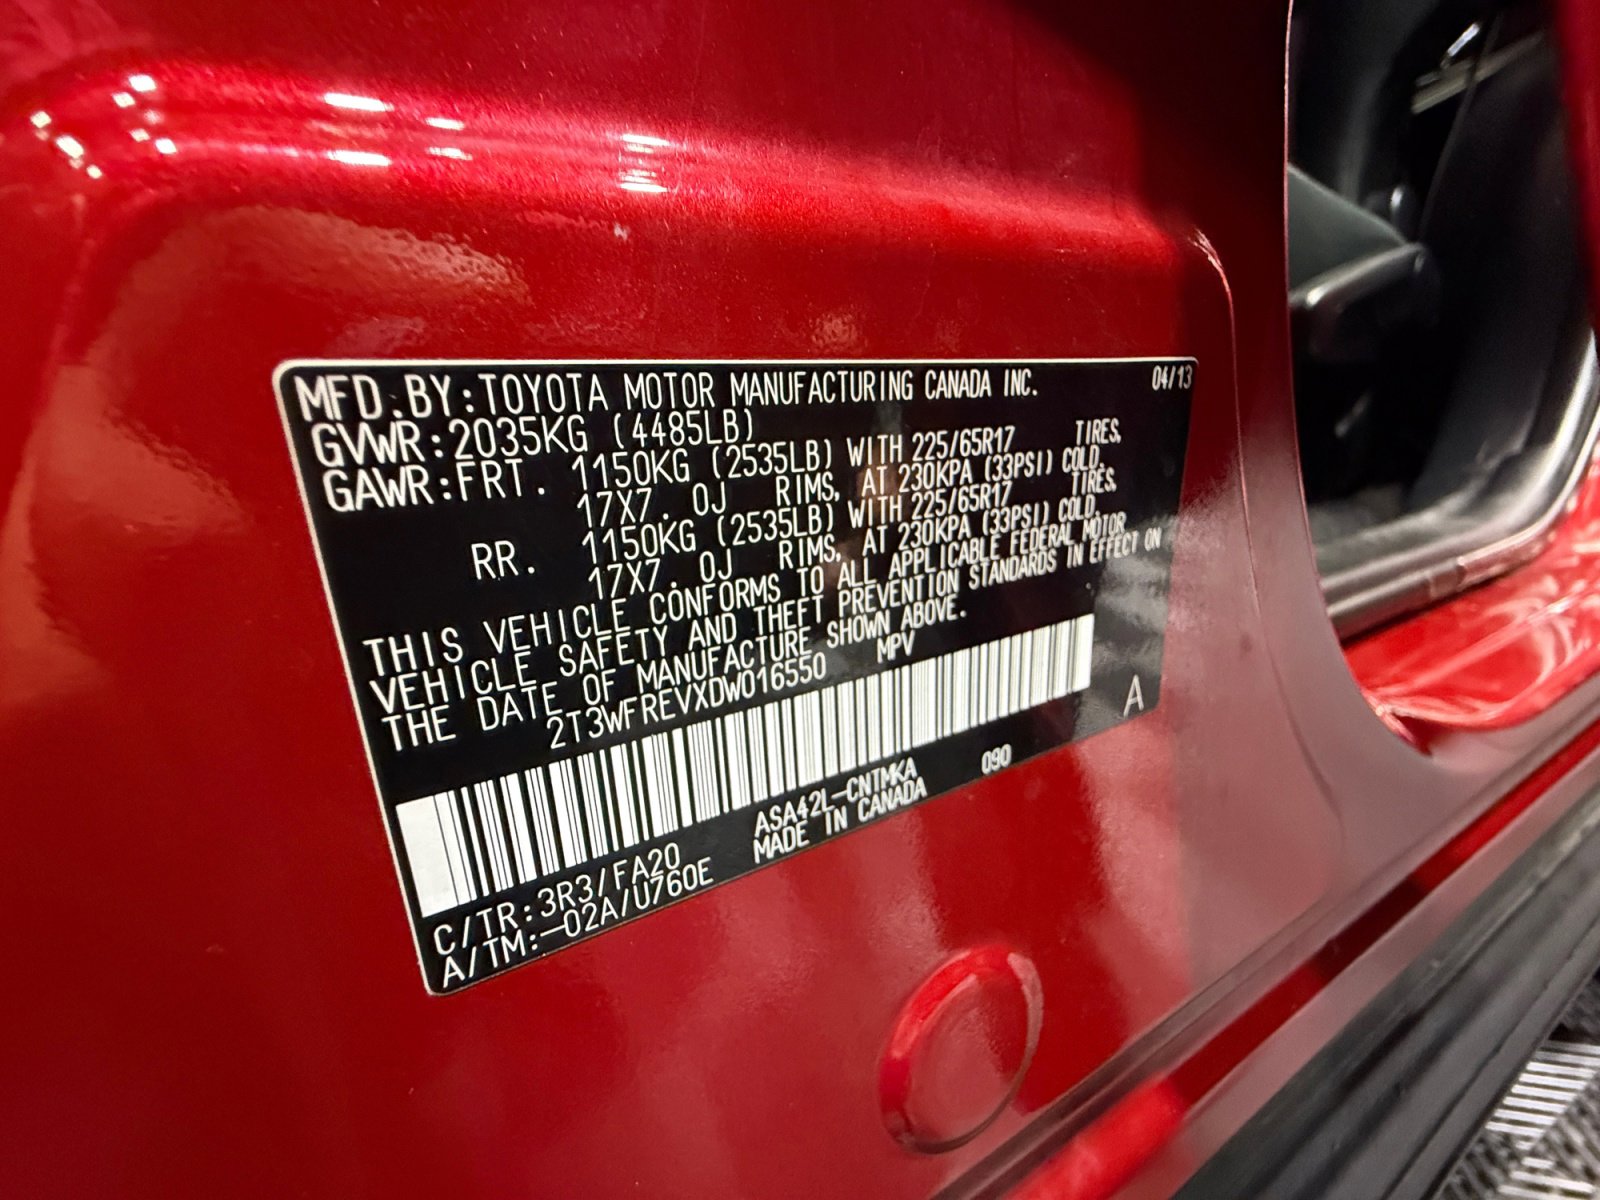 MFD.BY:TOYOTA MOTOR MANUFACTURING CANADA INC. 04/13
GVWR:2035KG (4485LB)
GAWR:FRT. 1150KG (2535LB) WITH 225/65R17 TIRES,
17X7.0J RIMS, AT 230KPA (33PSI) COLD.
RR. 1150KG (2535LB) WITH 225/65R17 TIRES,
17X7.0J RIMS, AT 230KPA (33PSI) COLD.
THIS VEHICLE CONFORMS TO ALL APPLICABLE FEDERAL MOTOR
VEHICLE SAFETY AND THEFT PREVENTION STANDARDS IN EFFECT ON
THE DATE OF MANUFACTURE SHOWN ABOVE.
2T3WFREVXDW016550 MPV
A
C/TR:3R3/FA20 ASA42L-CNTMKA 090
A/TM:-02A/U760E MADE IN CANADA